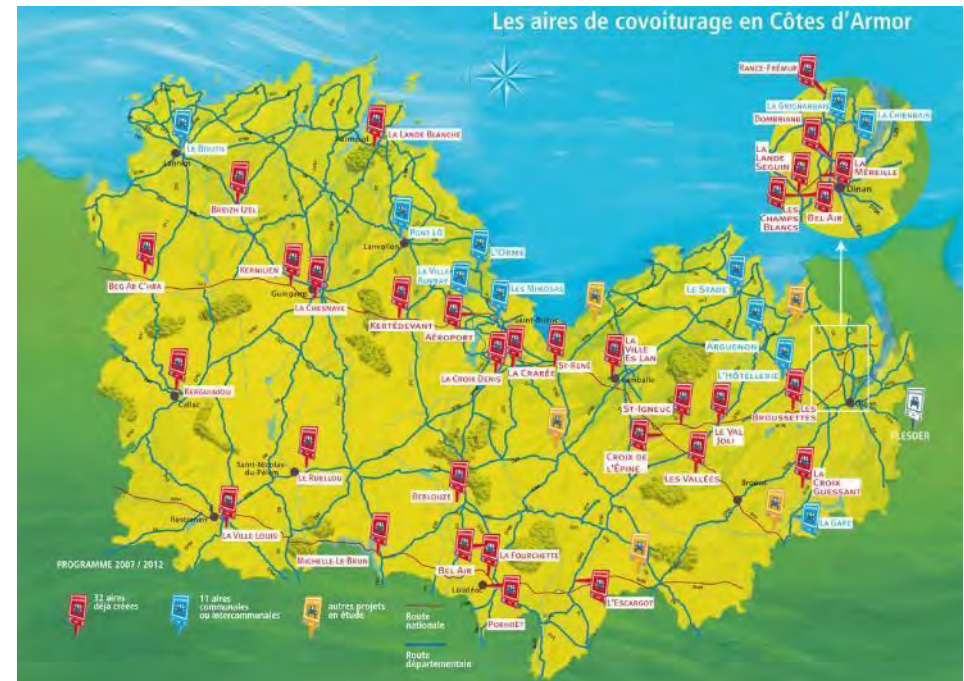 Les aires de covoiturage en Côtes d'Armor
RANCE-FRÉMUR
LA GRIGNARDAIS
LA CHIENNAIS
DOMBRIAND
LA
LANDE
SEGUIN
LA
MÉREILLE
Dinan
LES
CHAMPS
BLANCS
BEL AIR
LA LANDE BLANCHE
LE BOUTIL
Lannion
BREIZH IZEL
PONT LÔ
Lanvollon
L'ORME
BEG AR C'HRA
KERNILIEN
Guingamp
LA CHESNAYE
LA VILLE
LES MIMOSAS
KERTÉDEVANT
AÉROPORT
Saint-Brieuc
LA CROIX DENIS
LA CRARÉE
ST-RENÉ
LA
VILLE
ES LAN
Lamballe
LE STADE
ARGUENON
L'HÔTELLERIE
KERGUINIOU
Callac
ST-IGNEUC
LE VAL
JOLI
LES
BROUSSETTES
PLESDER
CROIX DE
L'ÉPINE
LES VALLÉES
Broons
LA
CROIX
GUESSANT
LA GARE
Saint-Nicolas-
du-Pélem
LE RUELLOU
BERLOUZE
Rostrenen
LA VILLE LOUIS
MICHELLE-LE-BRUN
BEL AIR
LA FOURCHETTE
Loudéac
PORHOËT
L'ESCARGOT
PROGRAMME 2007 / 2012
32 aires
déjà créées
11 aires
communales
ou intercommunales
autres projets
en étude
Route
nationale
Route
départementale